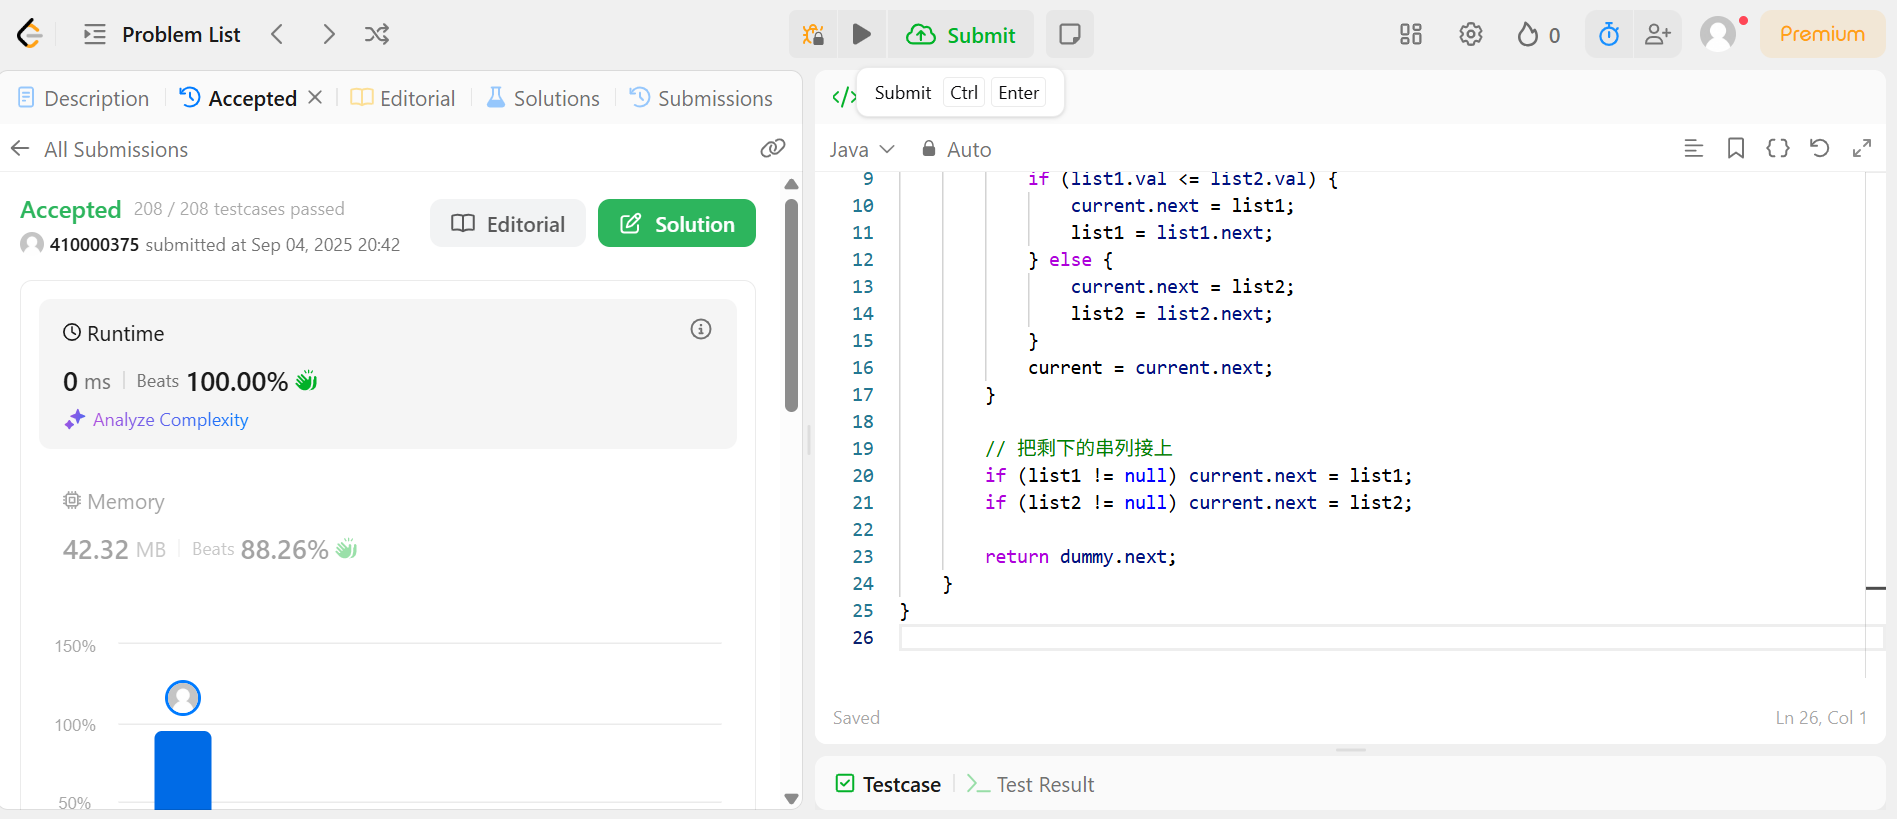 Problem List
Submit
0
Premium
Description
Accepted
Editorial
Solutions
Submissions
Submit Ctrl Enter
All Submissions
Accepted 208 / 208 testcases passed
410000375 submitted at Sep 04, 2025 20:42
Editorial
Solution
Runtime
0 ms Beats 100.00%
Analyze Complexity
Memory
42.32 MB Beats 88.26%
150%
100%
50%
</>
Java Auto
9 if (list1.val <= list2.val) {
10 current.next = list1;
11 list1 = list1.next;
12 } else {
13 current.next = list2;
14 list2 = list2.next;
15 }
16 current = current.next;
17 }
18
19 // 把剩下的串列接上
20 if (list1 != null) current.next = list1;
21 if (list2 != null) current.next = list2;
22
23 return dummy.next;
24 }
25 }
26
Saved
Ln 26, Col 1
Testcase
Test Result